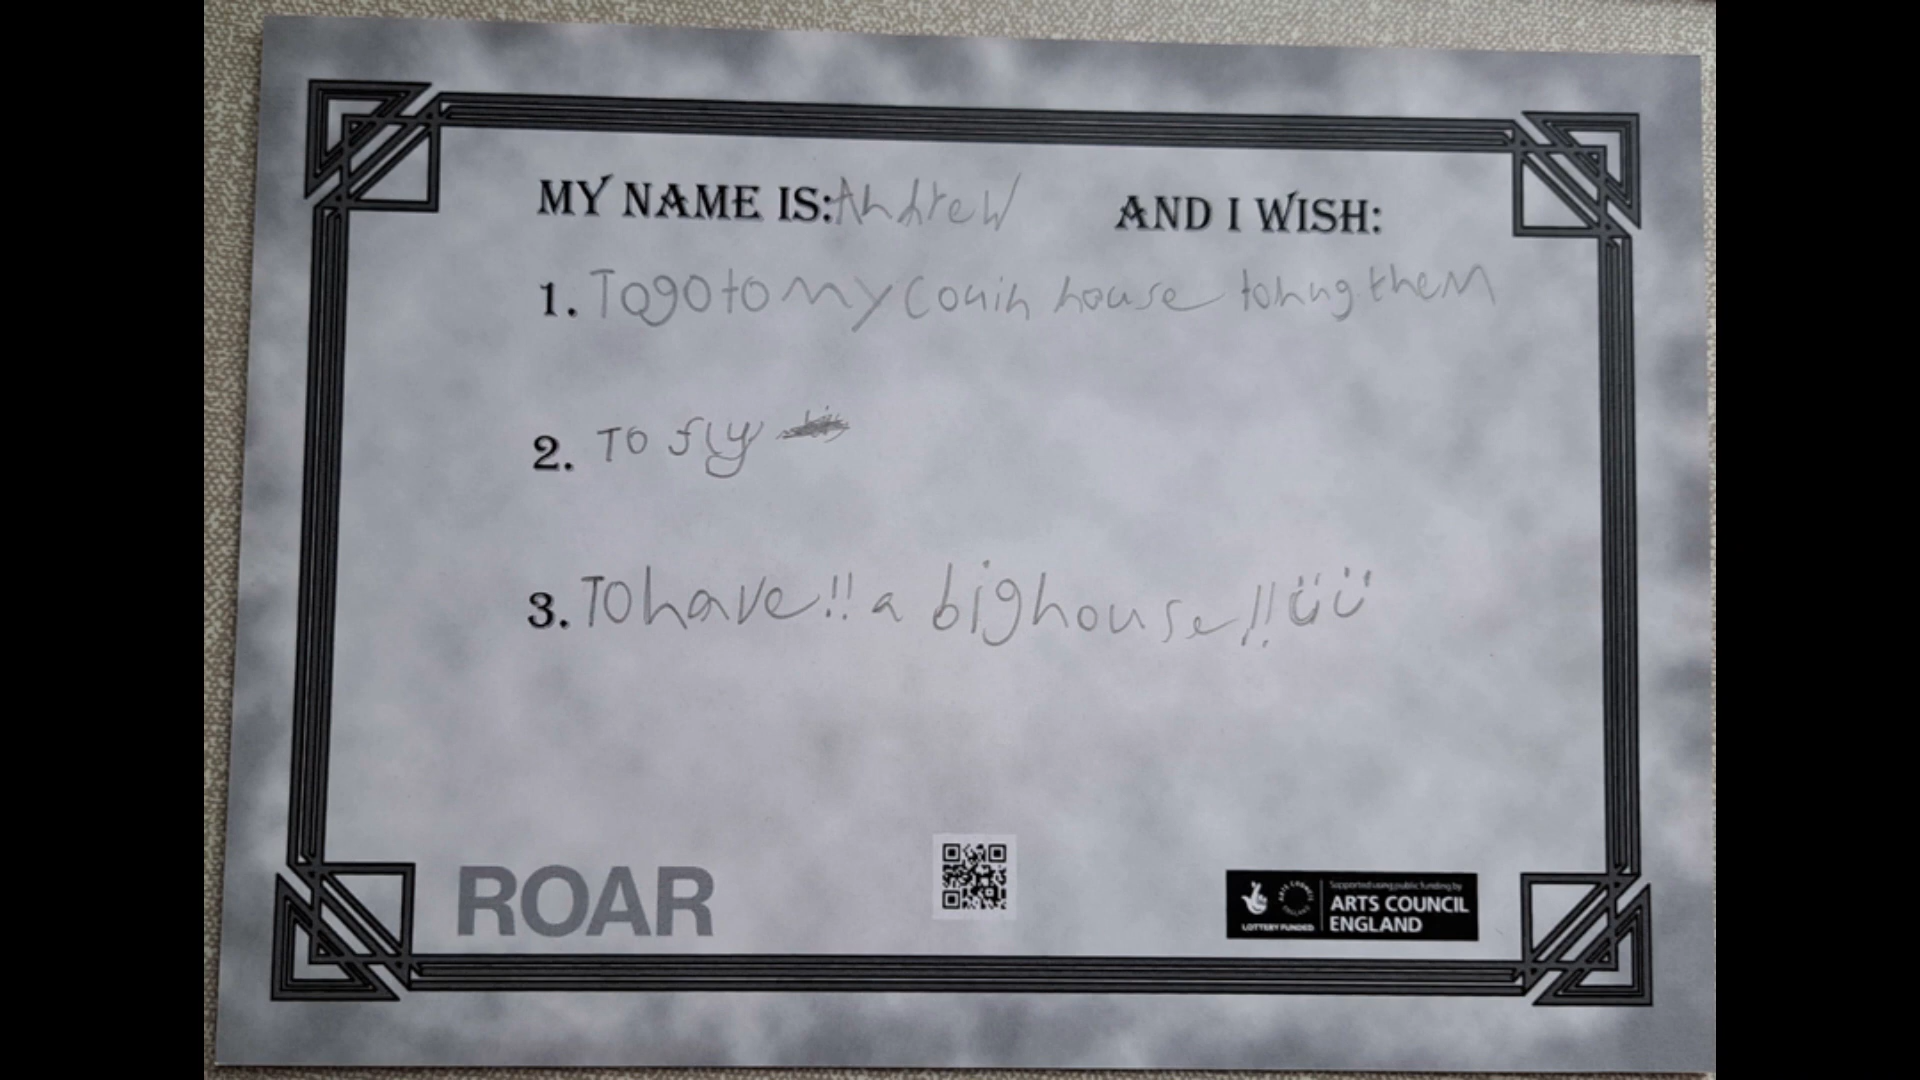 MY NAME IS: Andrew AND I WISH:
1. To go to my Couin house to hug them
2. To fly
3. To have!! a big house!! ü ü
ROAR
LOTTERY FUNDED
Supported using public funding by
ARTS COUNCIL
ENGLAND